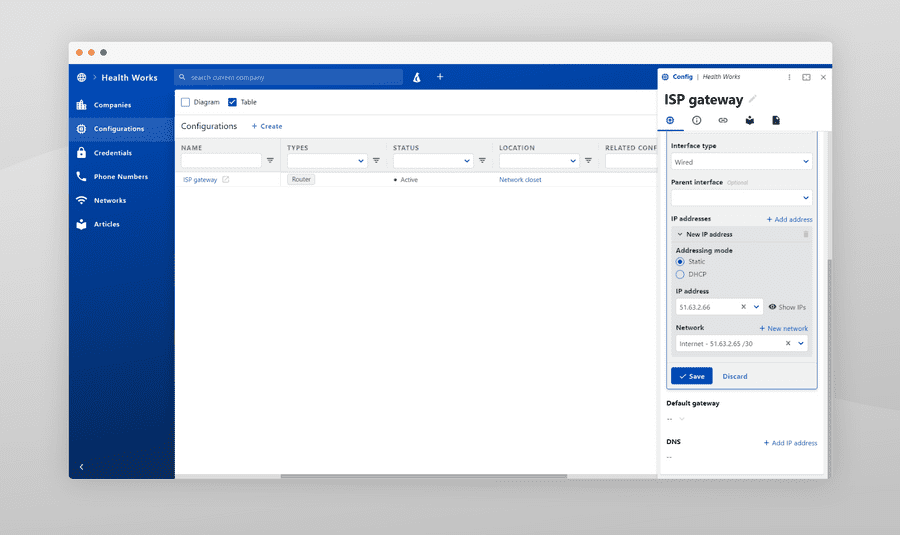 Health Works
search current company
Config | Health Works
ISP gateway
Companies
Configurations
Credentials
Phone Numbers
Networks
Articles
Diagram
Table
Configurations
+ Create
NAME
TYPES
STATUS
LOCATION
RELATED CONF
ISP gateway
Router
Active
Network closet
Interface type
Wired
Parent interface Optional
IP addresses
+ Add address
New IP address
Addressing mode
Static
DHCP
IP address
51.63.2.66
Show IPs
Network
+ New network
Internet - 51.63.2.65 /30
Save
Discard
Default gateway
--
DNS
+ Add IP address
--